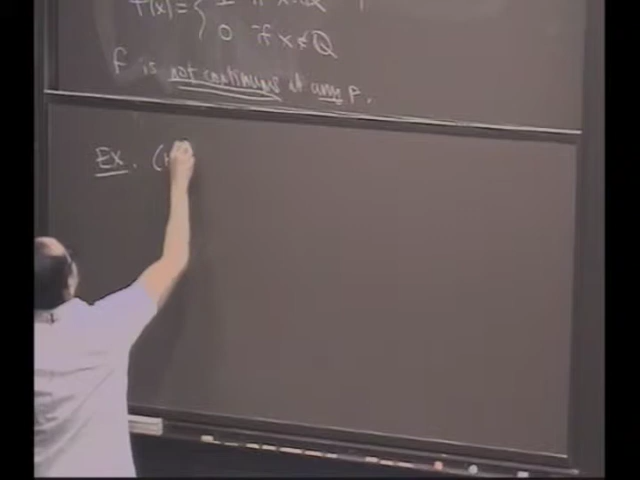 f(x) = { 1 if x ∈ Q
0 if x ∉ Q
f is not continuous at any p.
Ex. (